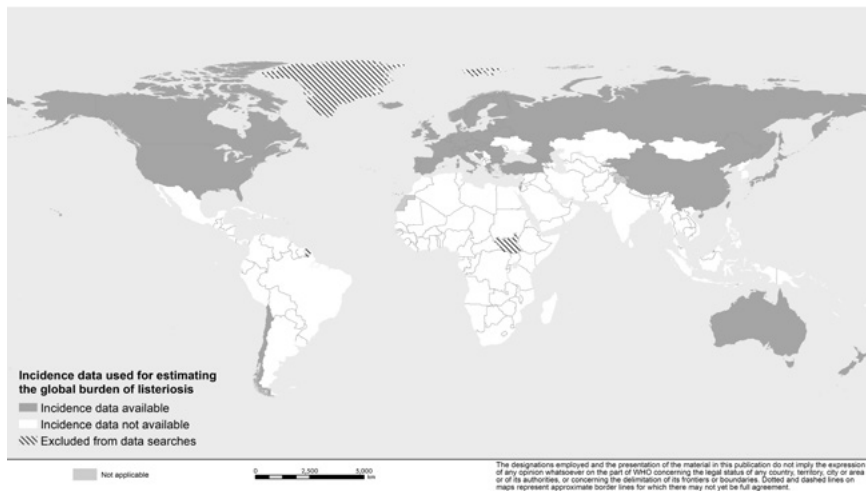 Incidence data used for estimating
the global burden of listeriosis
Incidence data available
Incidence data not available
Excluded from data searches
Not applicable
0 2,500 5,000
km
The designations employed and the presentation of the material in this publication do not imply the expression
of any opinion whatsoever on the part of WHO concerning the legal status of any country, territory, city or area
or of its authorities, or concerning the delimitation of its frontiers or boundaries. Dotted and dashed lines on
maps represent approximate border lines for which there may not yet be full agreement.